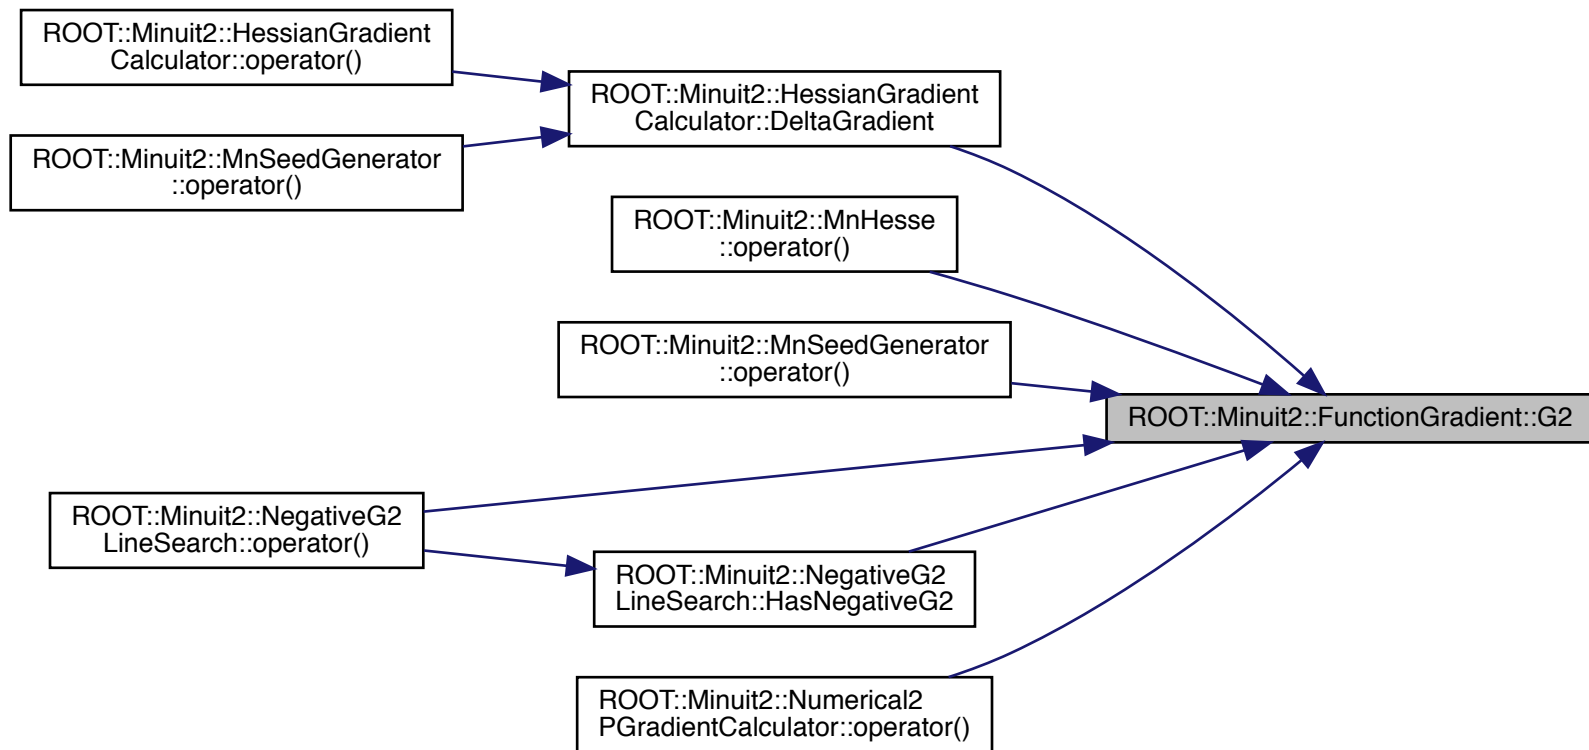 ROOT::Minuit2::HessianGradient
Calculator::operator()
ROOT::Minuit2::HessianGradient
Calculator::DeltaGradient
ROOT::Minuit2::MnSeedGenerator
::operator()
ROOT::Minuit2::MnHesse
::operator()
ROOT::Minuit2::MnSeedGenerator
::operator()
ROOT::Minuit2::FunctionGradient::G2
ROOT::Minuit2::NegativeG2
LineSearch::operator()
ROOT::Minuit2::NegativeG2
LineSearch::HasNegativeG2
ROOT::Minuit2::Numerical2
PGradientCalculator::operator()